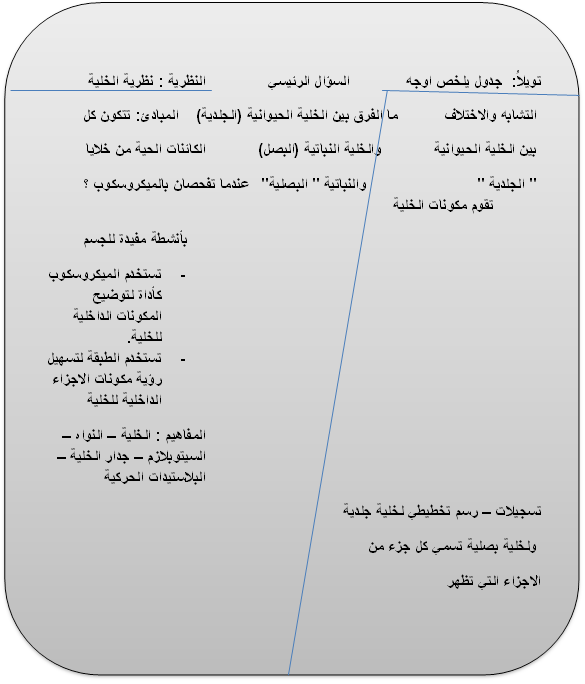 تويلاً: جدول يلخص اوجه السؤال الرئيسي النظرية : نظرية الخلية
التشابه والاختلاف ما الفرق بين الخلية الحيوانية (الجلدية) المبادئ: تتكون كل
بين الخلية الحيوانية والخلية النباتية (البصل) الكائنات الحية من خلايا
" الجلدية " والنباتية " البصلية" عندما تفحصان بالميكروسكوب ؟
تقوم مكونات الخلية
بأنشطة مفيدة للجسم
- تستخدم الميكروسكوب
كأداة لتوضيح
المكونات الداخلية
للخلية.
- تستخدم الطبقة لتسهيل
رؤية مكونات الاجزاء
الداخلية للخلية
المفاهيم : الخلية – النواه –
السيتوبلازم – جدار الخلية –
البلاستيدات الحركية
تسجيلات – رسم تخطيطي لخلية جلدية
ولخلية بصلية تسمي كل جزء من
الاجزاء التي تظهر